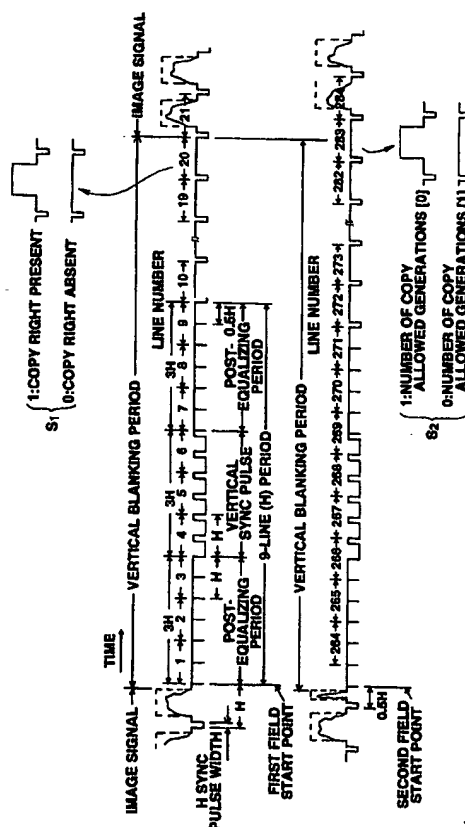 S1 { 1:COPY RIGHT PRESENT
0:COPY RIGHT ABSENT
TIME
IMAGE SIGNAL
VERTICAL BLANKING PERIOD
IMAGE SIGNAL
LINE NUMBER
3H
3H
3H
1 2 3 4 5 6 7 8 9 10 19 20 21
H
H
H
0.5H
POST-
EQUALIZING
PERIOD
VERTICAL
SYNC PULSE
POST-
EQUALIZING
PERIOD
9-LINE (H) PERIOD
H SYNC
PULSE WIDTH
FIRST FIELD
START POINT
VERTICAL BLANKING PERIOD
LINE NUMBER
264 265 266 267 268 269 270 271 272 273 282 283 284
0.5H
SECOND FIELD
START POINT
S2 { 1:NUMBER OF COPY
ALLOWED GENERATIONS [0]
0:NUMBER OF COPY
ALLOWED GENERATIONS [1]